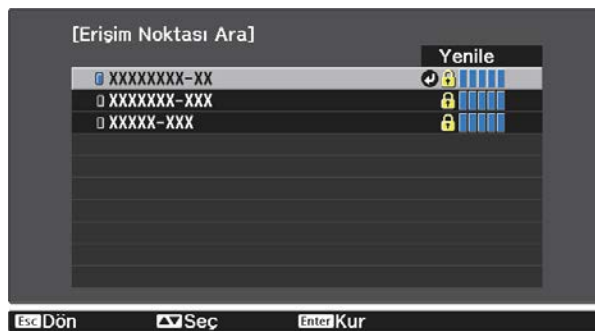 [Erişim Noktası Ara]
Yenile
XXXXXXXX-XX
XXXXXXX-XXX
XXXXX-XXX
Esc Dön Seç Enter Kur